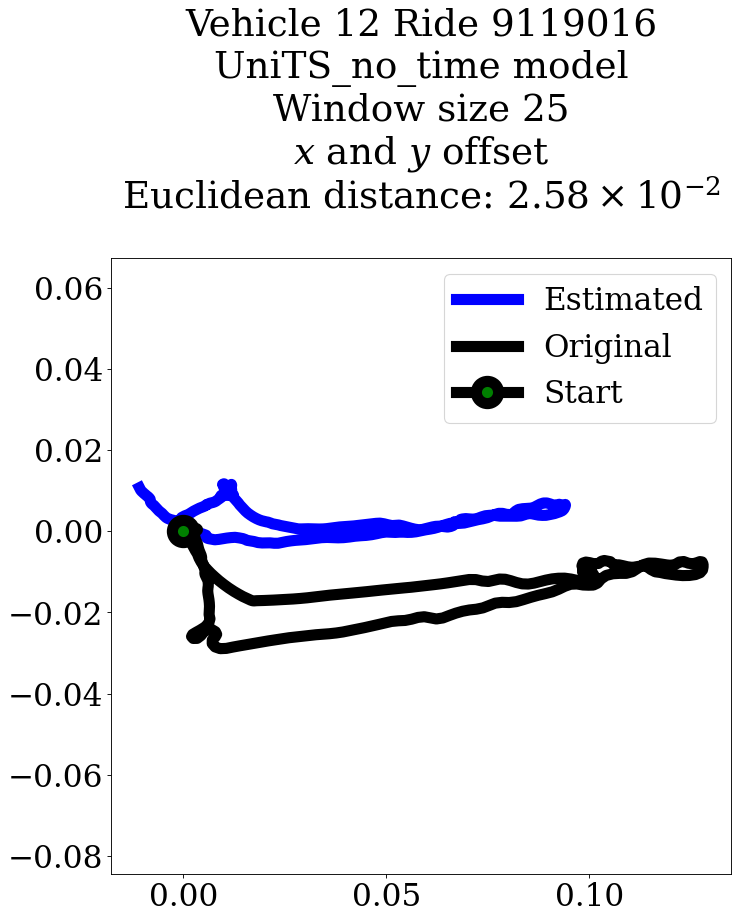 Vehicle 12 Ride 9119016
UniTS_no_time model
Window size 25
x and y offset
Euclidean distance: 2.58 × 10⁻²
Estimated
Original
Start
0.06
0.04
0.02
0.00
−0.02
−0.04
−0.06
−0.08
0.00 0.05 0.10